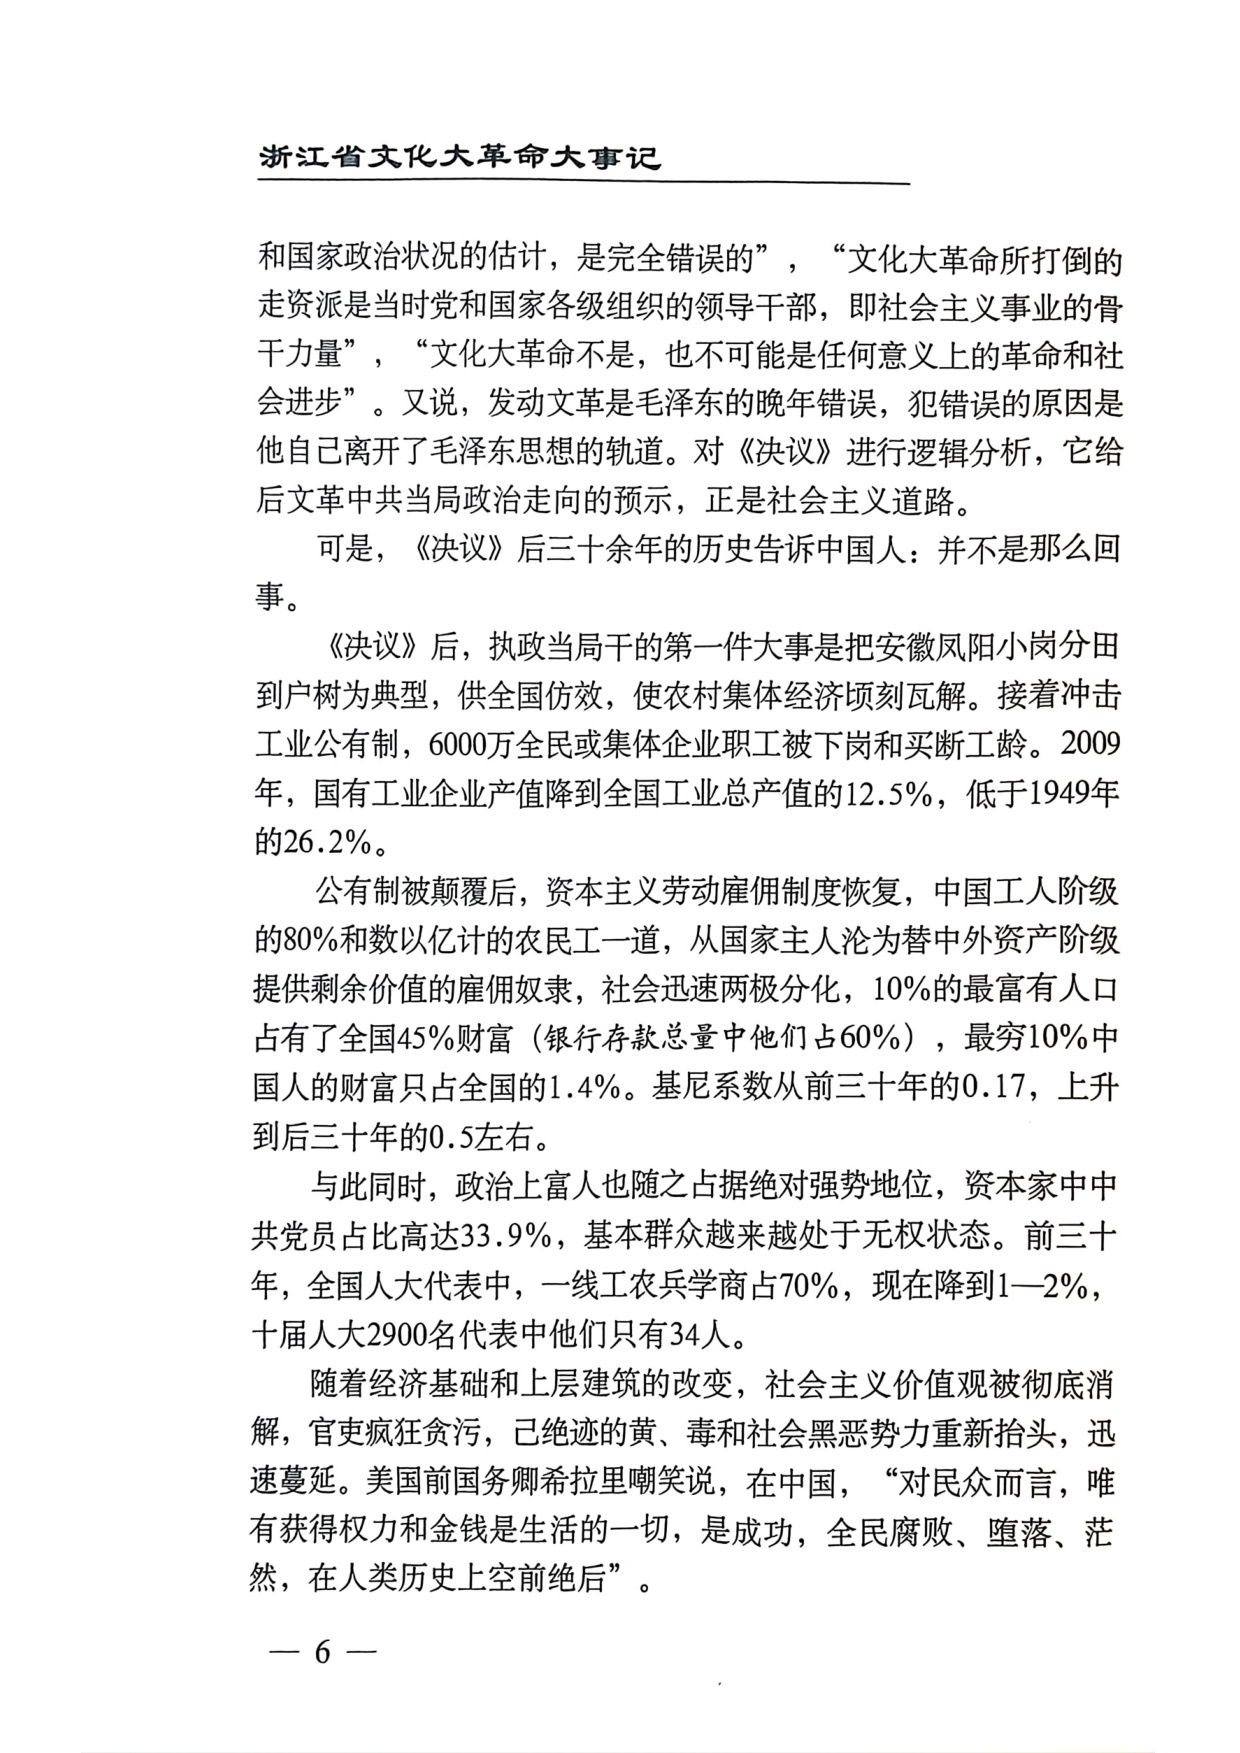 浙江省文化大革命大事记
和国家政治状况的估计，是完全错误的”，“文化大革命所打倒的
走资派是当时党和国家各级组织的领导干部，即社会主义事业的骨
干力量”，“文化大革命不是，也不可能是任何意义上的革命和社
会进步”。又说，发动文革是毛泽东的晚年错误，犯错误的原因是
他自己离开了毛泽东思想的轨道。对《决议》进行逻辑分析，它给
后文革中共当局政治走向的预示，正是社会主义道路。
可是，《决议》后三十余年的历史告诉中国人：并不是那么回
事。
《决议》后，执政当局干的第一件大事是把安徽凤阳小岗分田
到户树为典型，供全国仿效，使农村集体经济顷刻瓦解。接着冲击
工业公有制，6000万全民或集体企业职工被下岗和买断工龄。2009
年，国有工业企业产值降到全国工业总产值的12.5%，低于1949年
的26.2%。
公有制被颠覆后，资本主义劳动雇佣制度恢复，中国工人阶级
的80%和数以亿计的农民工一道，从国家主人沦为替中外资产阶级
提供剩余价值的雇佣奴隶，社会迅速两极分化，10%的最富有人口
占有了全国45%财富（银行存款总量中他们占60%），最穷10%中
国人的财富只占全国的1.4%。基尼系数从前三十年的0.17，上升
到后三十年的0.5左右。
与此同时，政治上富人也随之占据绝对强势地位，资本家中中
共党员占比高达33.9%，基本群众越来越处于无权状态。前三十
年，全国人大代表中，一线工农兵学商占70%，现在降到1—2%，
十届人大2900名代表中他们只有34人。
随着经济基础和上层建筑的改变，社会主义价值观被彻底消
解，官吏疯狂贪污，己绝迹的黄、毒和社会黑恶势力重新抬头，迅
速蔓延。美国前国务卿希拉里嘲笑说，在中国，“对民众而言，唯
有获得权力和金钱是生活的一切，是成功，全民腐败、堕落、茫
然，在人类历史上空前绝后”。
— 6 —